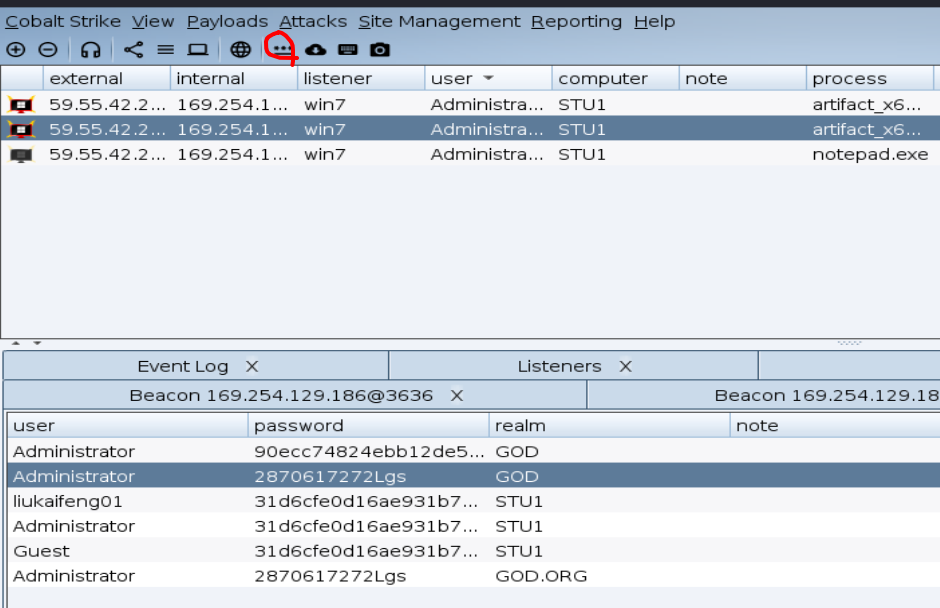 Cobalt Strike View Payloads Attacks Site Management Reporting Help
external internal listener user computer note process
59.55.42.2... 169.254.1... win7 Administra... STU1 artifact_x6...
59.55.42.2... 169.254.1... win7 Administra... STU1 artifact_x6...
59.55.42.2... 169.254.1... win7 Administra... STU1 notepad.exe
Event Log X Listeners X
Beacon 169.254.129.186@3636 X Beacon 169.254.129.18
user password realm note
Administrator 90ecc74824ebb12de5... GOD
Administrator 2870617272Lgs GOD
liukaifeng01 31d6cfe0d16ae931b7... STU1
Administrator 31d6cfe0d16ae931b7... STU1
Guest 31d6cfe0d16ae931b7... STU1
Administrator 2870617272Lgs GOD.ORG